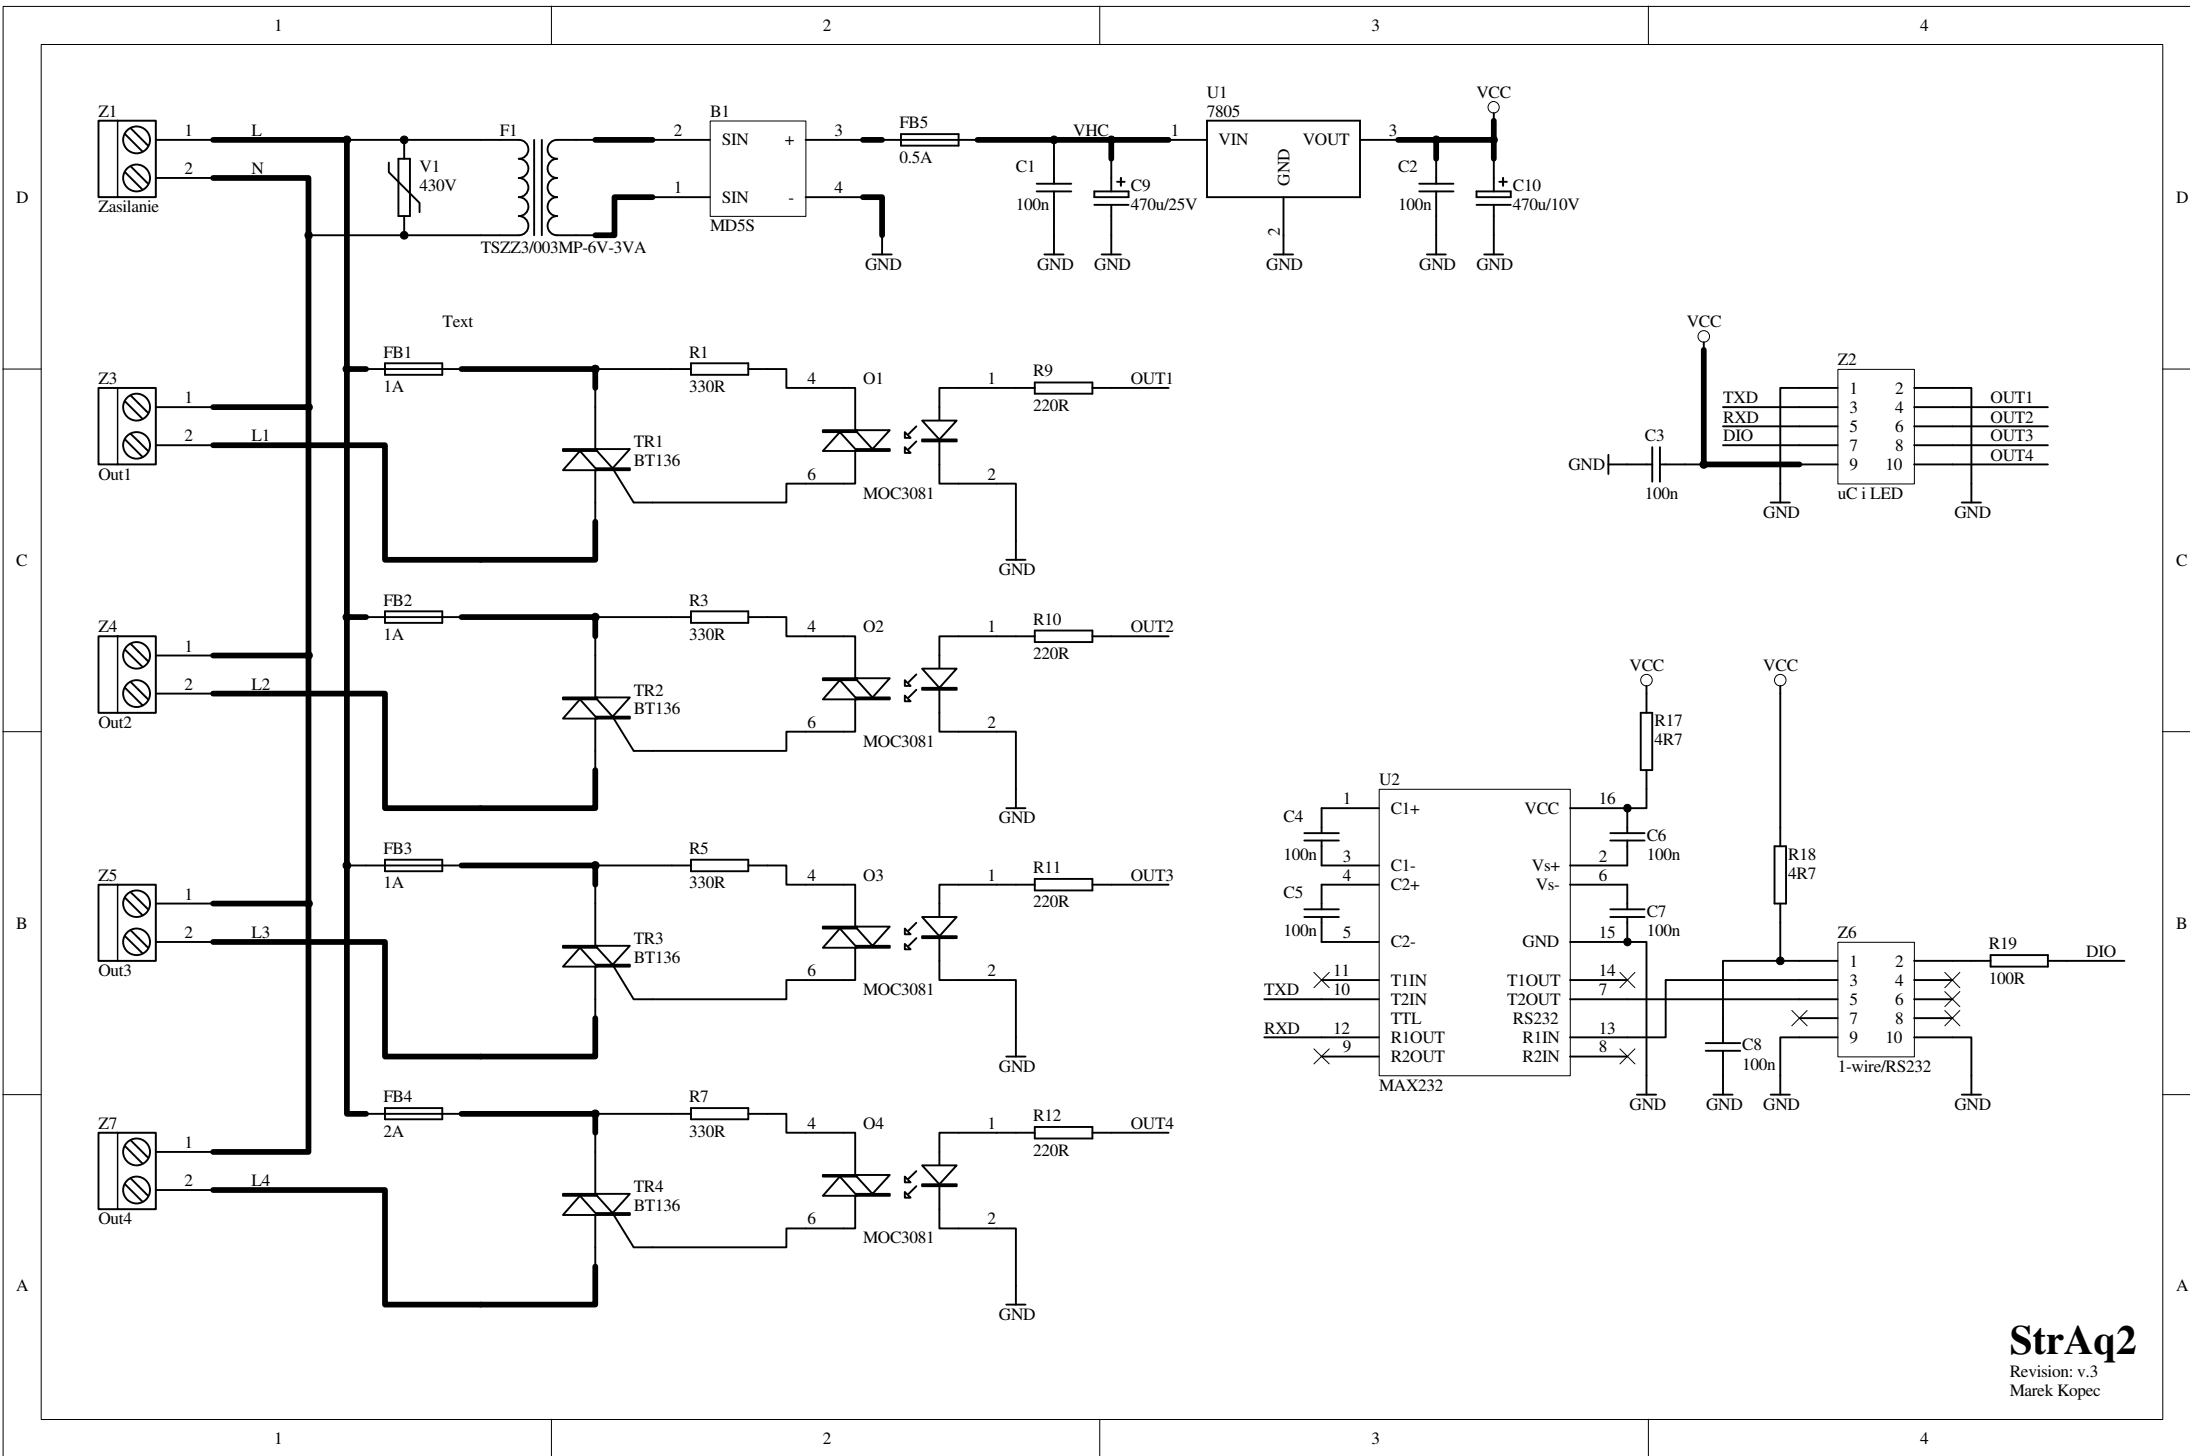 1 2 3 4
D D
C C
B B
A A
Z1
1 L
2 N
Zasilanie
V1
430V
F1
TSZZ3/003MP-6V-3VA
B1
2 SIN + 3
1 SIN - 4
MD5S
GND
FB5
0.5A
VHC
C1
100n
GND
C9
470u/25V
GND
U1
7805
1 VIN VOUT 3
GND
2
GND
C2
100n
GND
VCC
C10
470u/10V
GND
Text
Z3
1
2 L1
Out1
FB1
1A
TR1
BT136
R1
330R
4 O1
6
MOC3081
1
2
GND
R9
220R
OUT1
Z4
1
2 L2
Out2
FB2
1A
TR2
BT136
R3
330R
4 O2
6
MOC3081
1
2
GND
R10
220R
OUT2
Z5
1
2 L3
Out3
FB3
1A
TR3
BT136
R5
330R
4 O3
6
MOC3081
1
2
GND
R11
220R
OUT3
Z7
1
2 L4
Out4
FB4
2A
TR4
BT136
R7
330R
4 O4
6
MOC3081
1
2
GND
R12
220R
OUT4
VCC
Z2
1 2
TXD 3 4 OUT1
RXD 5 6 OUT2
DIO 7 8 OUT3
9 10 OUT4
uC i LED
GND
C3
100n
GND
GND
VCC
R17
4R7
VCC
R18
4R7
U2
1 C1+ VCC 16
3 C1- Vs+ 2
4 C2+ Vs- 6
5 C2- GND 15
11 T1IN T1OUT 14
TXD 10 T2IN T2OUT 7
TTL RS232
RXD 12 R1OUT R1IN 13
9 R2OUT R2IN 8
MAX232
C4
100n
C5
100n
C6
100n
C7
100n
GND
C8
100n
GND
Z6
1 2
3 4
5 6
7 8
9 10
1-wire/RS232
GND
GND
R19
100R
DIO
StrAq2
Revision: v.3
Marek Kopec
1 2 3 4